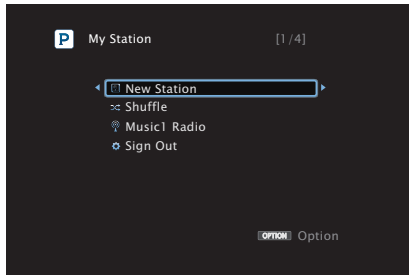 P My Station [1/4]
New Station
Shuffle
Music1 Radio
Sign Out
OPTION Option